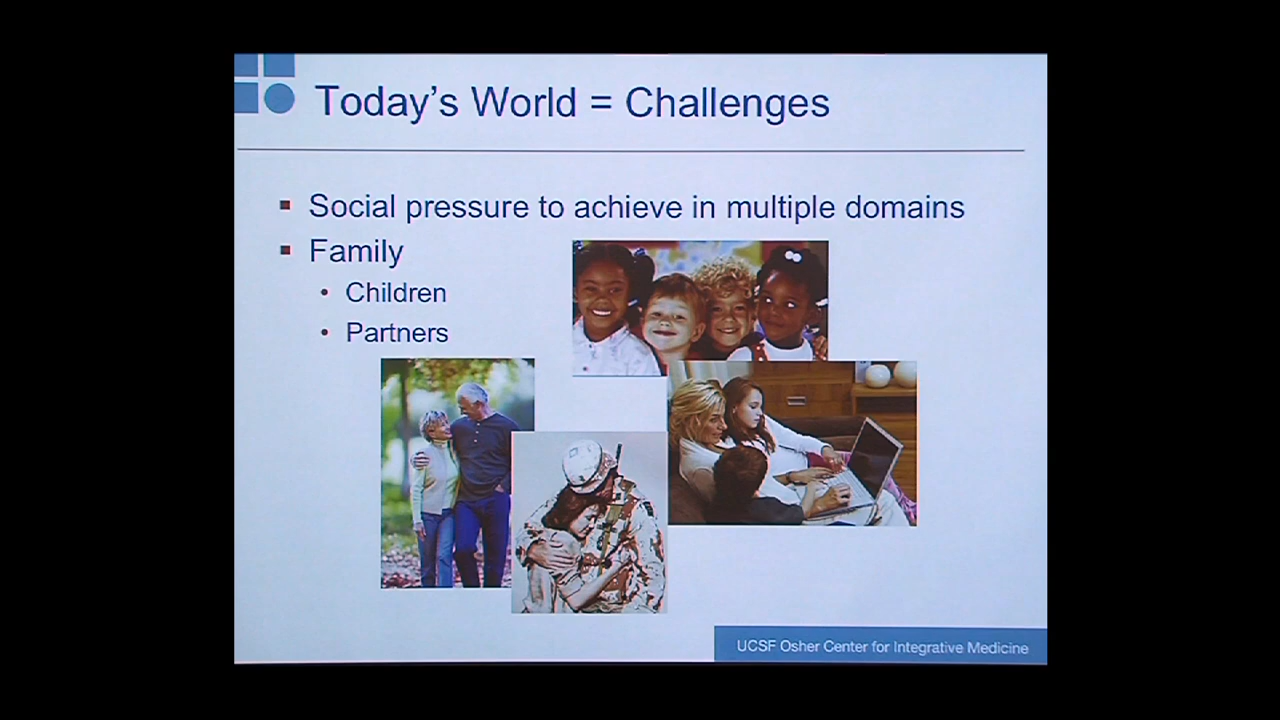 Today's World = Challenges
Social pressure to achieve in multiple domains
Family
Children
Partners
UCSF Osher Center for Integrative Medicine